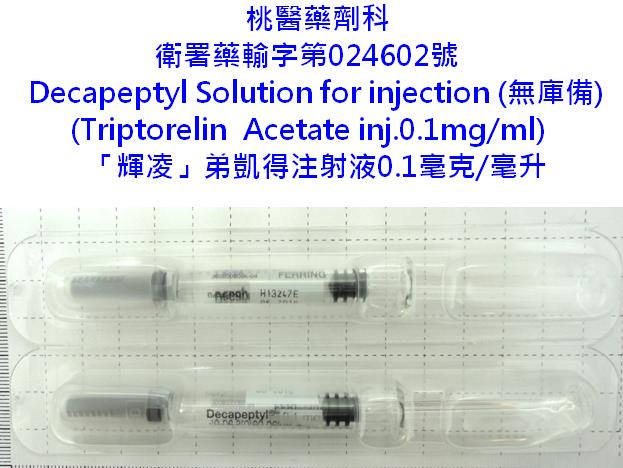 桃醫藥劑科
衛署藥輸字第024602號
Decapeptyl Solution for injection (無庫備)
(Triptorelin Acetate inj.0.1mg/ml)
「輝凌」弟凱得注射液0.1毫克/毫升
FERRING
H13247E
Decapeptyl